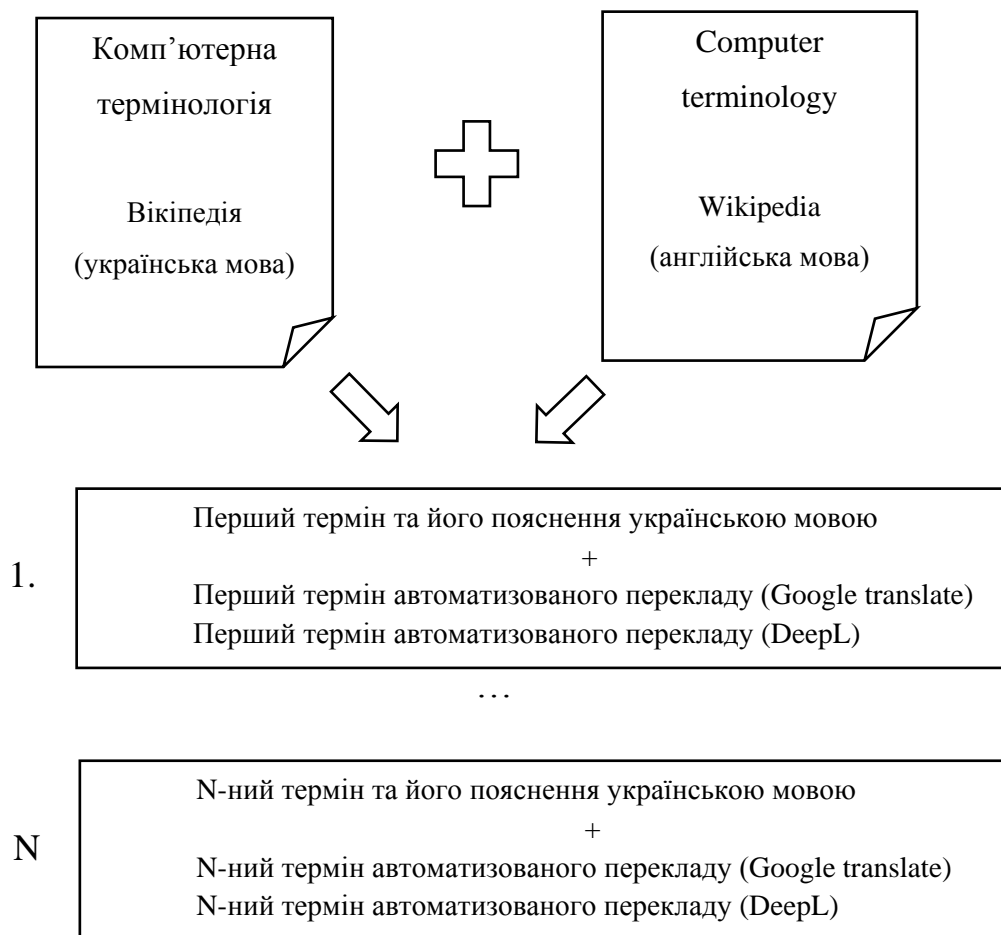 Комп’ютерна
термінологія
Вікіпедія
(українська мова)
Computer
terminology
Wikipedia
(англійська мова)
1.
Перший термін та його пояснення українською мовою
+
Перший термін автоматизованого перекладу (Google translate)
Перший термін автоматизованого перекладу (DeepL)
…
N
N-ний термін та його пояснення українською мовою
+
N-ний термін автоматизованого перекладу (Google translate)
N-ний термін автоматизованого перекладу (DeepL)